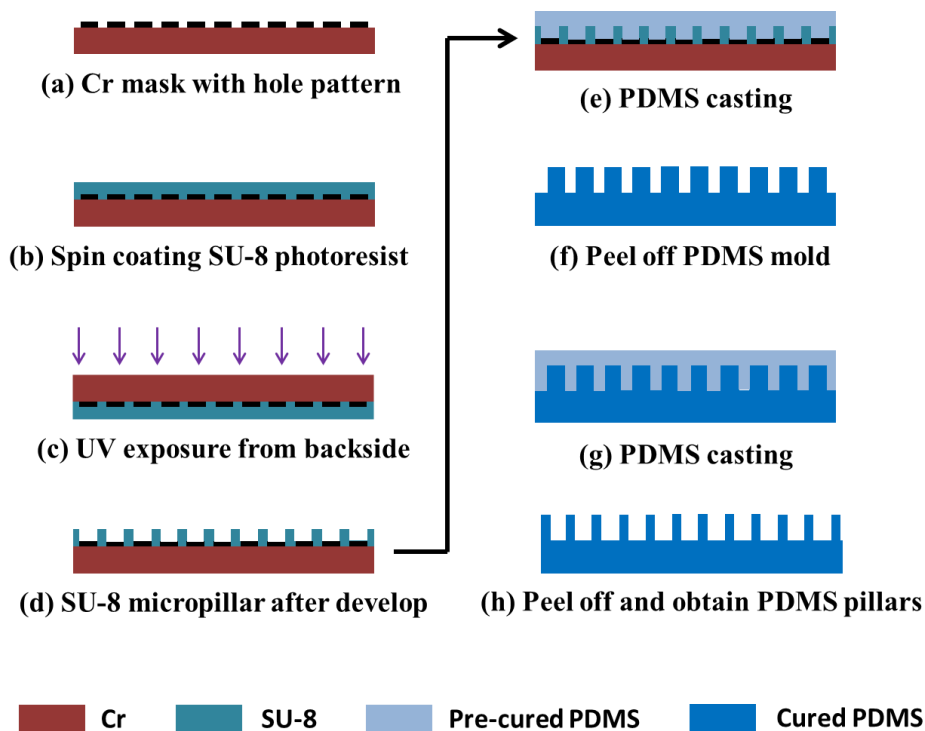 (a) Cr mask with hole pattern
(b) Spin coating SU-8 photoresist
(c) UV exposure from backside
(d) SU-8 micropillar after develop
(e) PDMS casting
(f) Peel off PDMS mold
(g) PDMS casting
(h) Peel off and obtain PDMS pillars
Cr
SU-8
Pre-cured PDMS
Cured PDMS